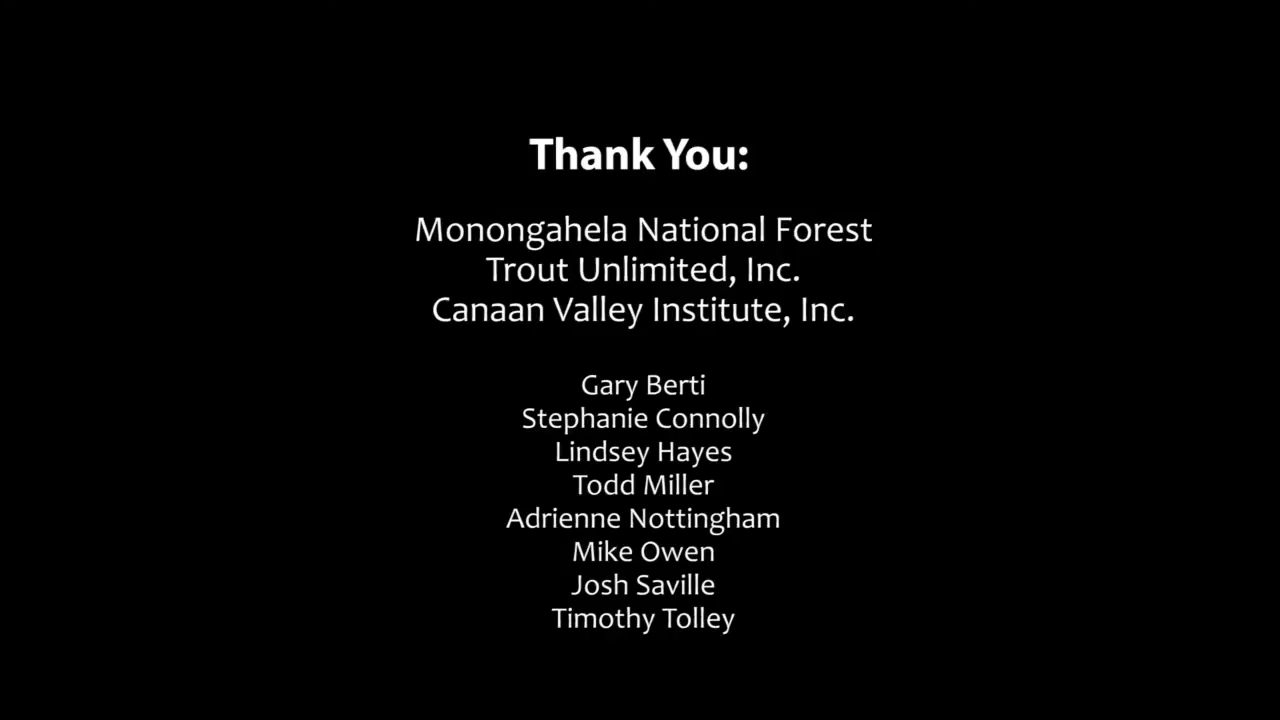 Thank You:
Monongahela National Forest
Trout Unlimited, Inc.
Canaan Valley Institute, Inc.
Gary Berti
Stephanie Connolly
Lindsey Hayes
Todd Miller
Adrienne Nottingham
Mike Owen
Josh Saville
Timothy Tolley